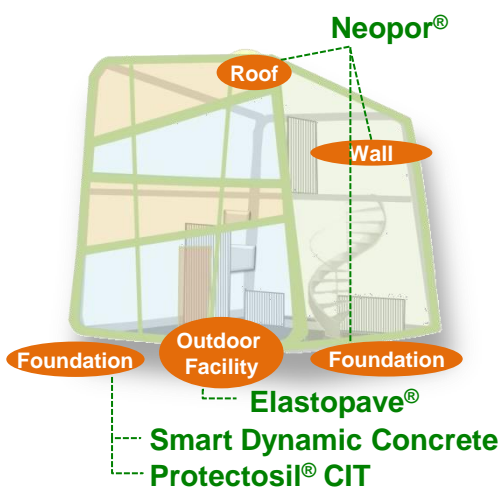 Neopor®
Roof
Wall
Outdoor
Facility
Foundation
Foundation
Elastopave®
Smart Dynamic Concrete
Protectosil® CIT